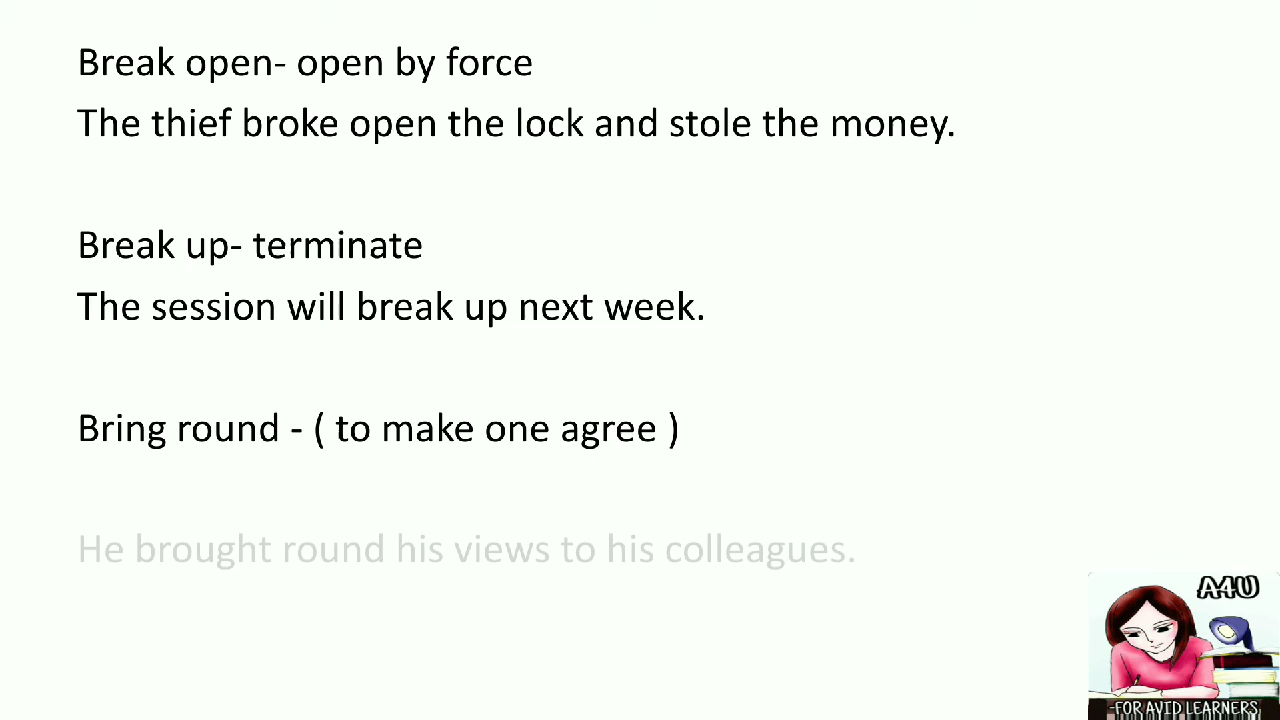 Break open- open by force
The thief broke open the lock and stole the money.
Break up- terminate
The session will break up next week.
Bring round - ( to make one agree )
He brought round his views to his colleagues.
A4U
-FOR AVID LEARNERS